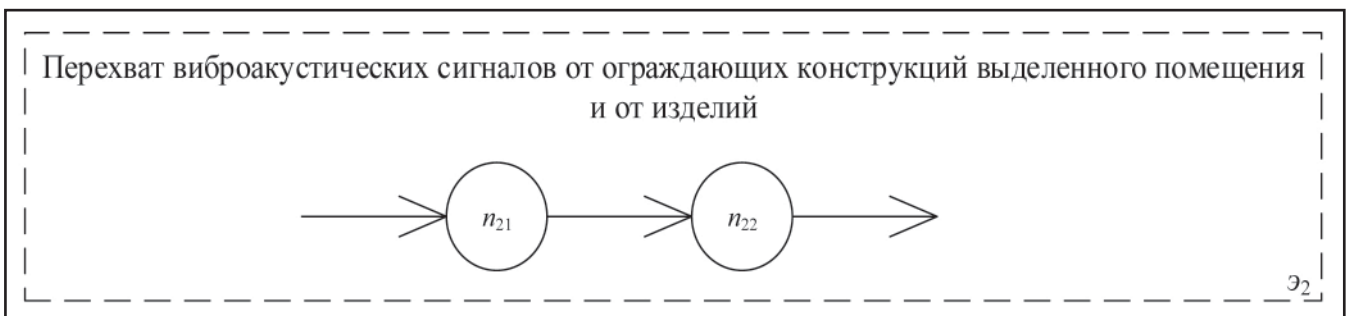 Перехват виброакустических сигналов от ограждающих конструкций выделенного помещения
и от изделий
n₂₁ n₂₂
э₂